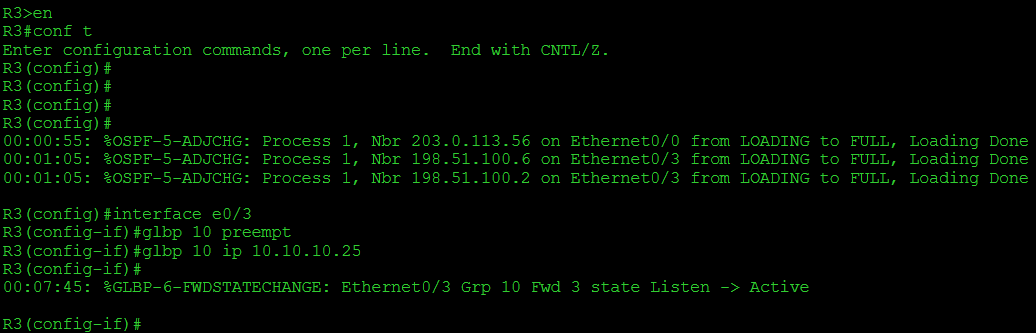 R3>en
R3#conf t
Enter configuration commands, one per line.  End with CNTL/Z.
R3(config)#
R3(config)#
R3(config)#
R3(config)#
00:00:55: %OSPF-5-ADJCHG: Process 1, Nbr 203.0.113.56 on Ethernet0/0 from LOADING to FULL, Loading Done
00:01:05: %OSPF-5-ADJCHG: Process 1, Nbr 198.51.100.6 on Ethernet0/3 from LOADING to FULL, Loading Done
00:01:05: %OSPF-5-ADJCHG: Process 1, Nbr 198.51.100.2 on Ethernet0/3 from LOADING to FULL, Loading Done
R3(config)#interface e0/3
R3(config-if)#glbp 10 preempt
R3(config-if)#glbp 10 ip 10.10.10.25
R3(config-if)#
00:07:45: %GLBP-6-FWDSTATECHANGE: Ethernet0/3 Grp 10 Fwd 3 state Listen -> Active
R3(config-if)#